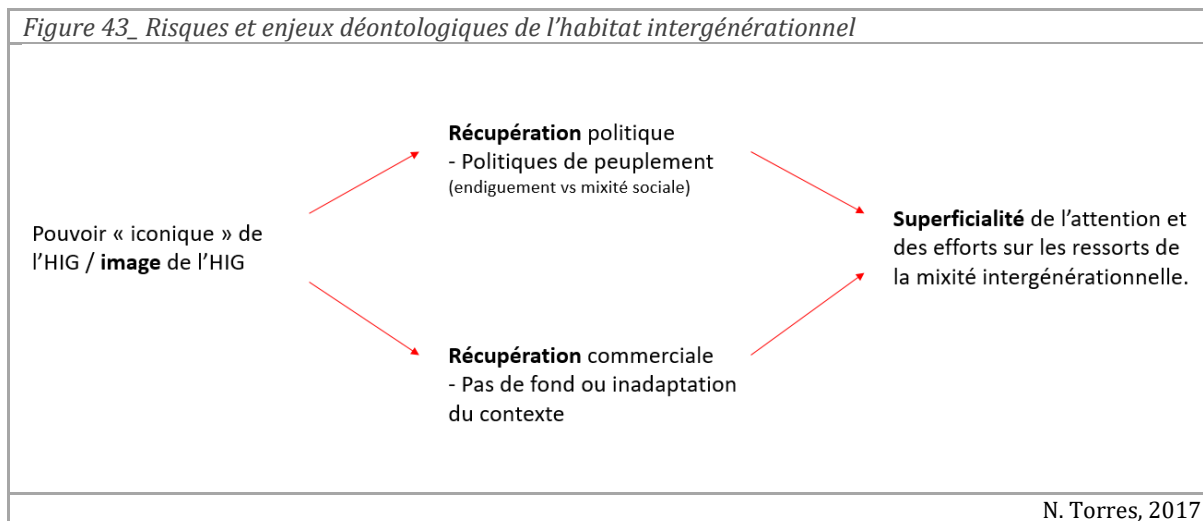 Figure 43_ Risques et enjeux déontologiques de l’habitat intergénérationnel
Récupération politique
- Politiques de peuplement
(endiguement vs mixité sociale)
Pouvoir « iconique » de
l’HIG / image de l’HIG
Superficialité de l’attention et
des efforts sur les ressorts de
la mixité intergénérationnelle.
Récupération commerciale
- Pas de fond ou inadaptation
du contexte
N. Torres, 2017